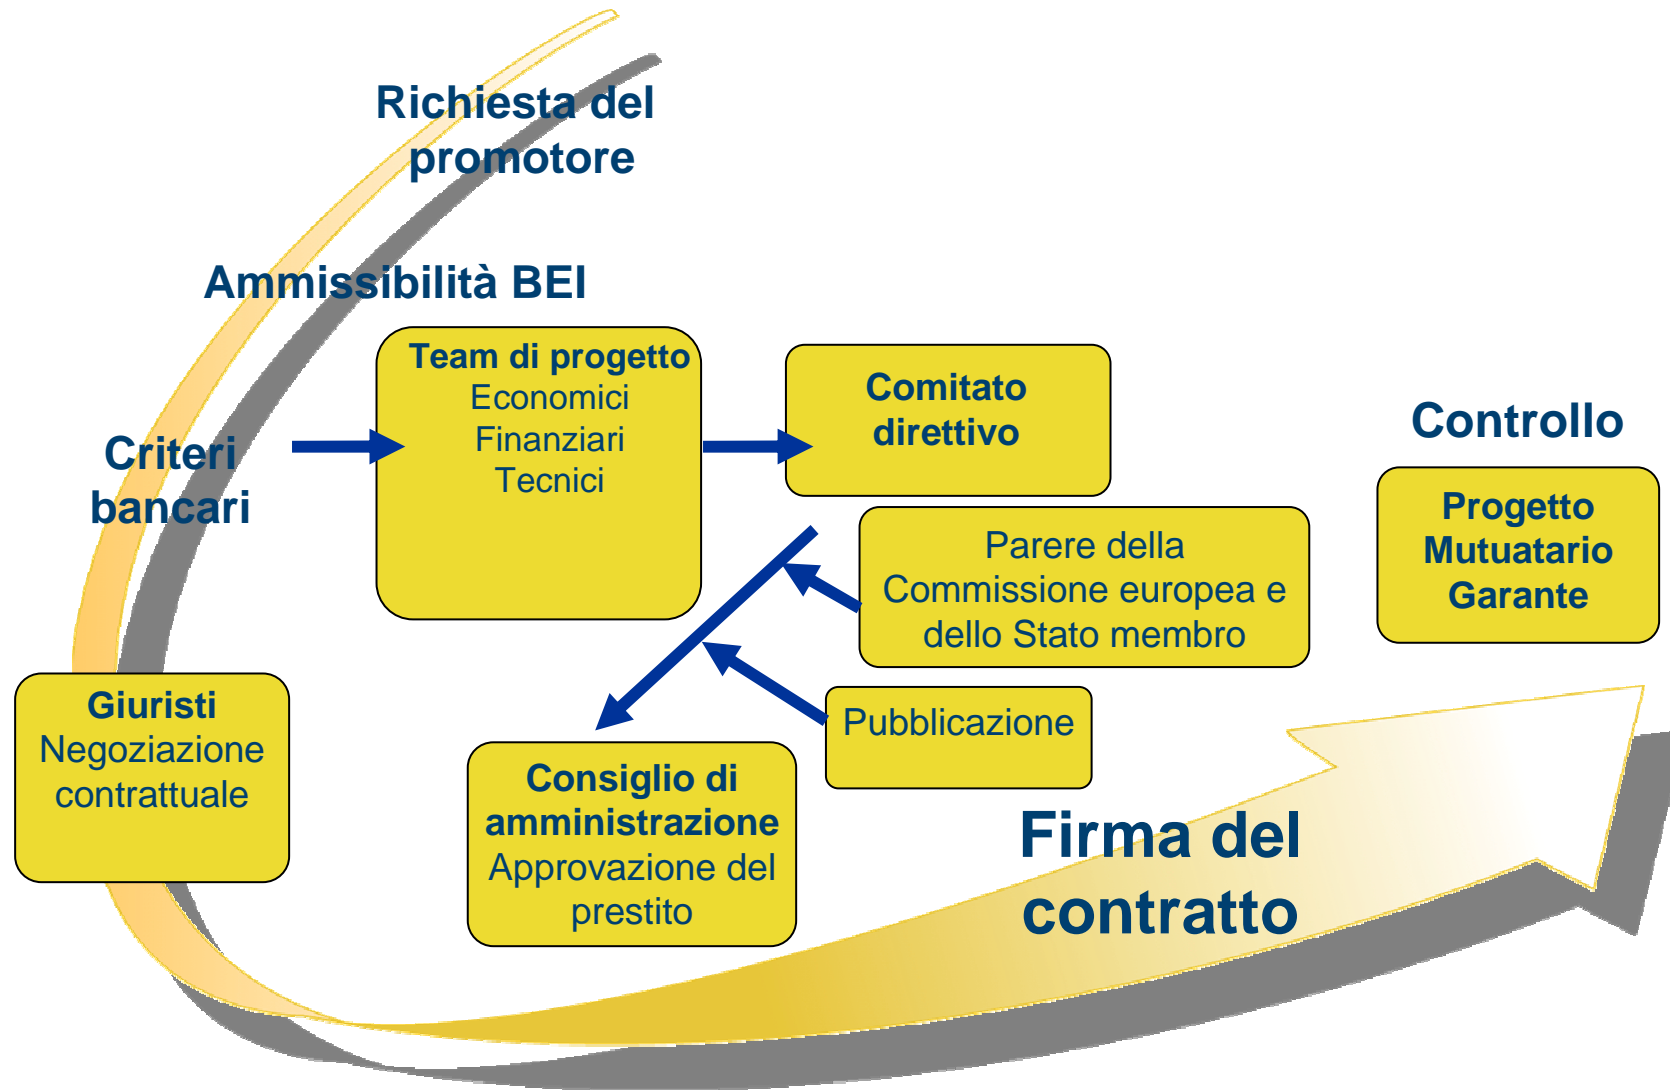 Richiesta del
promotore
Ammissibilità BEI
Criteri
bancari
Team di progetto
Economici
Finanziari
Tecnici
Comitato
direttivo
Controllo
Progetto
Mutuatario
Garante
Parere della
Commissione europea e
dello Stato membro
Pubblicazione
Giuristi
Negoziazione
contrattuale
Consiglio di
amministrazione
Approvazione del
prestito
Firma del
contratto